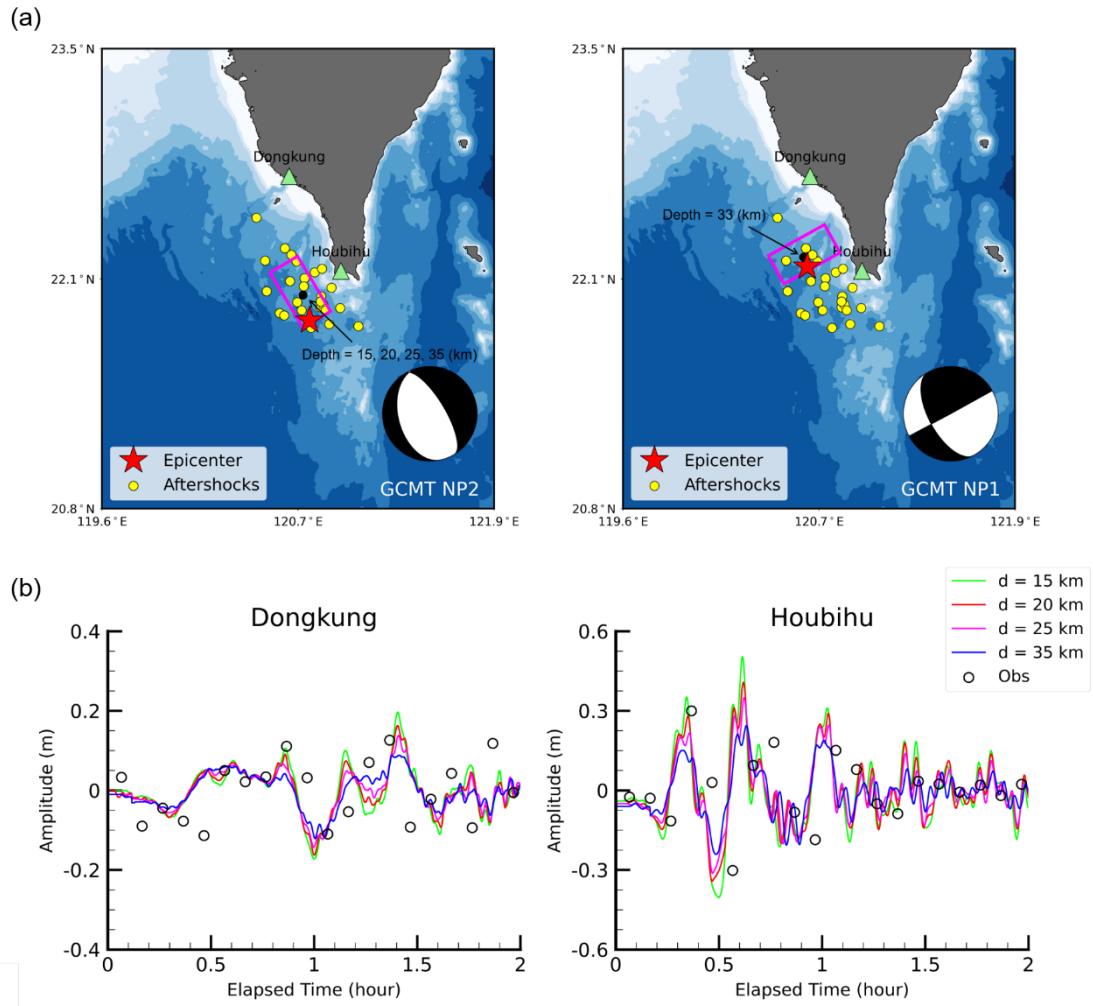 (a)
23.5°N
22.1°N
20.8°N
119.6°E
120.7°E
121.9°E
Dongkung
Houbihu
Depth = 15, 20, 25, 35 (km)
Epicenter
Aftershocks
GCMT NP2
23.5°N
22.1°N
20.8°N
119.6°E
120.7°E
121.9°E
Dongkung
Depth = 33 (km)
Houbihu
Epicenter
Aftershocks
GCMT NP1
(b)
Dongkung
Amplitude (m)
0.4
0.2
0
-0.2
-0.4
0
0.5
1
1.5
2
Elapsed Time (hour)
Houbihu
Amplitude (m)
0.6
0.3
0
-0.3
-0.6
0
0.5
1
1.5
2
Elapsed Time (hour)
d = 15 km
d = 20 km
d = 25 km
d = 35 km
Obs